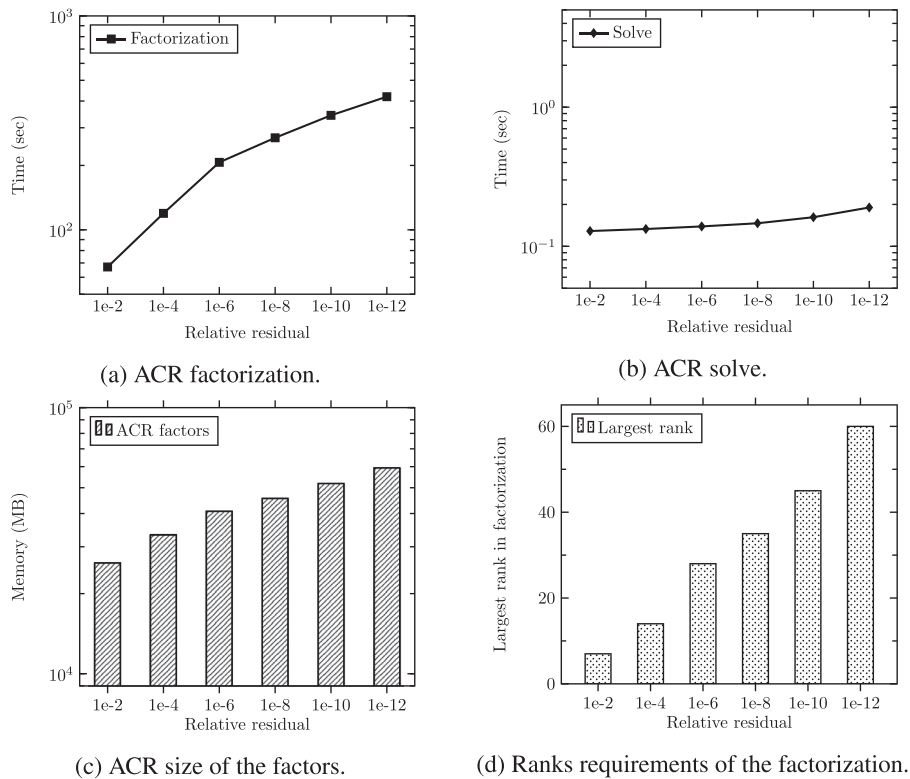 10^3
Factorization
Time (sec)
10^2
1e-2 1e-4 1e-6 1e-8 1e-10 1e-12
Relative residual
(a) ACR factorization.
Solve
Time (sec)
10^0
10^-1
1e-2 1e-4 1e-6 1e-8 1e-10 1e-12
Relative residual
(b) ACR solve.
10^5
ACR factors
Memory (MB)
10^4
1e-2 1e-4 1e-6 1e-8 1e-10 1e-12
Relative residual
(c) ACR size of the factors.
Largest rank
Largest rank in factorization
60
40
20
0
1e-2 1e-4 1e-6 1e-8 1e-10 1e-12
Relative residual
(d) Ranks requirements of the factorization.